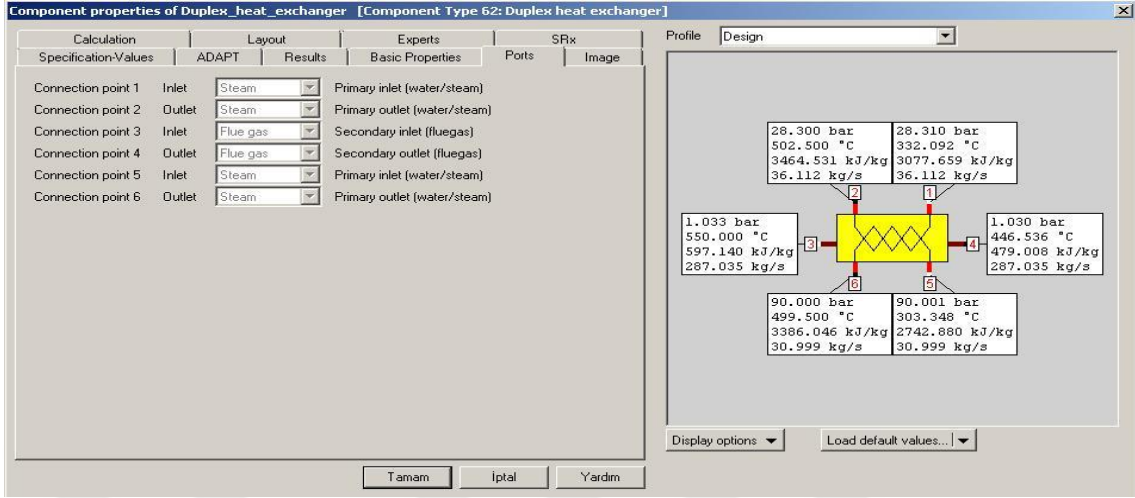 Component properties of Duplex_heat_exchanger [Component Type 62: Duplex heat exchanger]
Calculation Layout Experts SRx
Specification-Values ADAPT Results Basic Properties Ports Image
Connection point 1 Inlet Steam Primary inlet (water/steam)
Connection point 2 Outlet Steam Primary outlet (water/steam)
Connection point 3 Inlet Flue gas Secondary inlet (fluegas)
Connection point 4 Outlet Flue gas Secondary outlet (fluegas)
Connection point 5 Inlet Steam Primary inlet (water/steam)
Connection point 6 Outlet Steam Primary outlet (water/steam)
Tamam İptal Yardım
Profile Design
28.300 bar 28.310 bar
502.500 °C 332.092 °C
3464.531 kJ/kg 3077.659 kJ/kg
36.112 kg/s 36.112 kg/s
2 1
1.033 bar 1.030 bar
550.000 °C 446.536 °C
597.140 kJ/kg 479.008 kJ/kg
287.035 kg/s 287.035 kg/s
3 4
6 5
90.000 bar 90.001 bar
499.500 °C 303.348 °C
3386.046 kJ/kg 2742.880 kJ/kg
30.999 kg/s 30.999 kg/s
Display options Load default values...